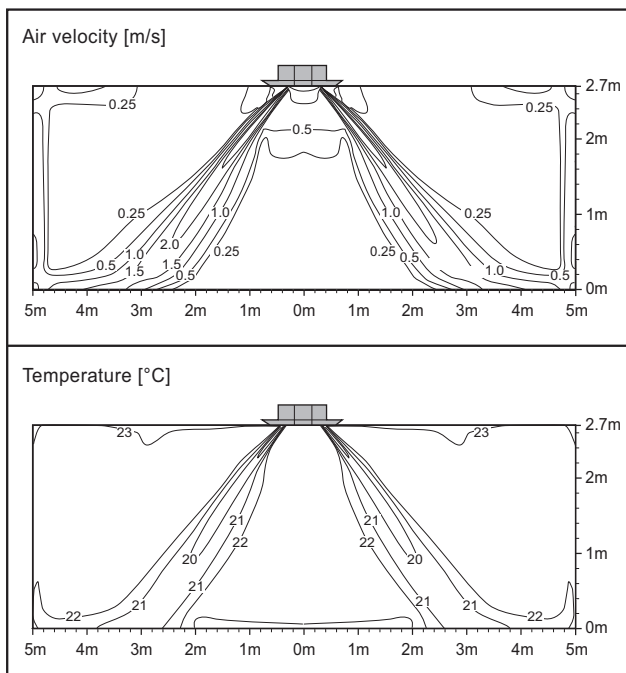 Air velocity [m/s]
2.7m
0.25 0.25
2m
0.5
0.25 1.0 1.0 0.25
1m
2.0
1.0 0.25 0.25
0.5 1.5 1.5 0.5 1.0 0.5
0.5
0m
5m 4m 3m 2m 1m 0m 1m 2m 3m 4m 5m
Temperature [°C]
23 23 2.7m
2m
21 21
22 22
20 20 1m
21 21
22 21 21 22
0m
5m 4m 3m 2m 1m 0m 1m 2m 3m 4m 5m